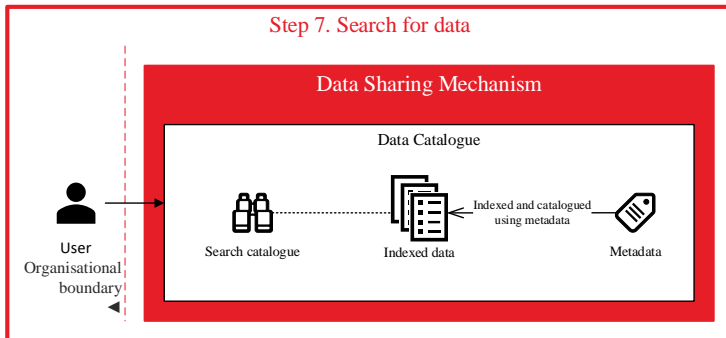 Step 7. Search for data
Data Sharing Mechanism
Data Catalogue
Indexed and catalogued
using metadata
User
Search catalogue
Indexed data
Metadata
Organisational
boundary